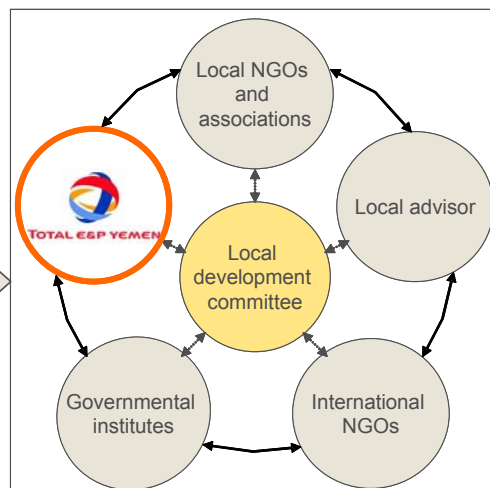 Local NGOs
and
associations
TOTAL E&P YEMEN
Local advisor
Local
development
committee
Governmental
institutes
International
NGOs